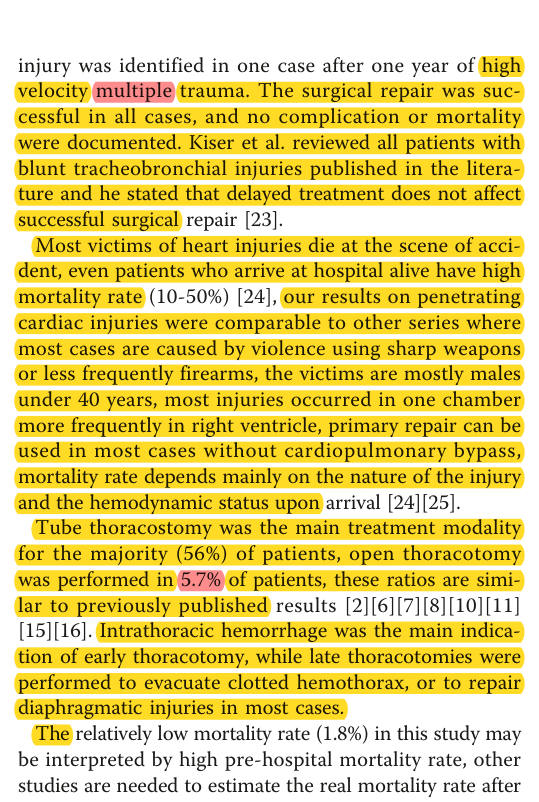 injury was identified in one case after one year of high
velocity multiple trauma. The surgical repair was suc-
cessful in all cases, and no complication or mortality
were documented. Kiser et al. reviewed all patients with
blunt tracheobronchial injuries published in the litera-
ture and he stated that delayed treatment does not affect
successful surgical repair [23].
Most victims of heart injuries die at the scene of acci-
dent, even patients who arrive at hospital alive have high
mortality rate (10-50%) [24], our results on penetrating
cardiac injuries were comparable to other series where
most cases are caused by violence using sharp weapons
or less frequently firearms, the victims are mostly males
under 40 years, most injuries occurred in one chamber
more frequently in right ventricle, primary repair can be
used in most cases without cardiopulmonary bypass,
mortality rate depends mainly on the nature of the injury
and the hemodynamic status upon arrival [24][25].
Tube thoracostomy was the main treatment modality
for the majority (56%) of patients, open thoracotomy
was performed in 5.7% of patients, these ratios are simi-
lar to previously published results [2][6][7][8][10][11]
[15][16]. Intrathoracic hemorrhage was the main indica-
tion of early thoracotomy, while late thoracotomies were
performed to evacuate clotted hemothorax, or to repair
diaphragmatic injuries in most cases.
The relatively low mortality rate (1.8%) in this study may
be interpreted by high pre-hospital mortality rate, other
studies are needed to estimate the real mortality rate after